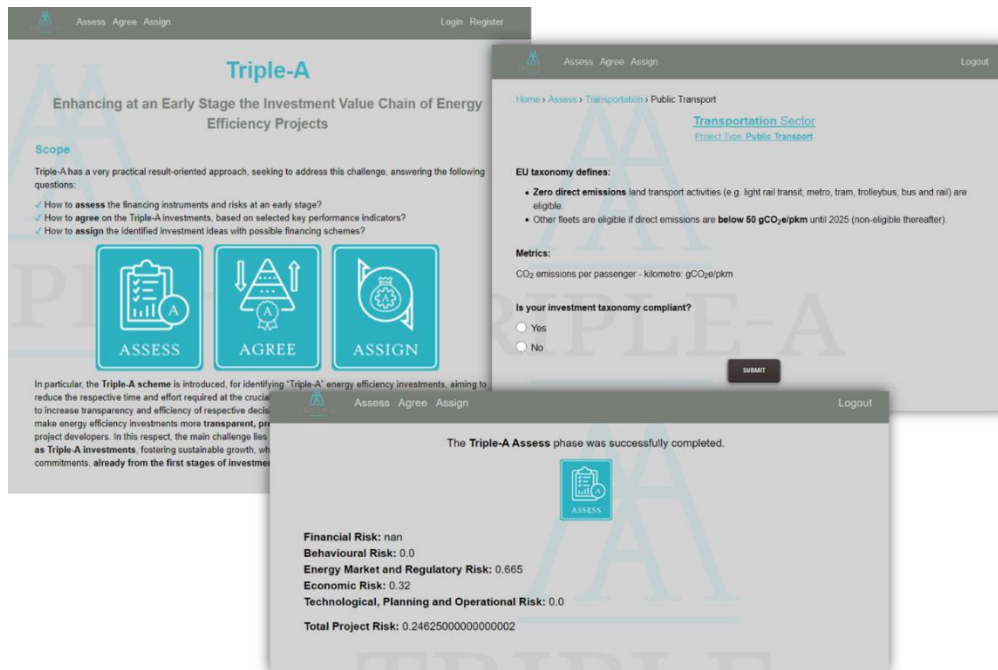 Assess Agree Assign
Login Register
Triple-A
Enhancing at an Early Stage the Investment Value Chain of Energy
Efficiency Projects
Scope
Triple-A has a very practical result-oriented approach, seeking to address this challenge, answering the following
questions:
✓ How to assess the financing instruments and risks at an early stage?
✓ How to agree on the Triple-A investments, based on selected key performance indicators?
✓ How to assign the identified investment ideas with possible financing schemes?
ASSESS
AGREE
ASSIGN
In particular, the Triple-A scheme is introduced, for identifying "Triple-A" energy efficiency investments, aiming to
reduce the respective time and effort required at the crucial
to increase transparency and efficiency of respective
make energy efficiency investments more transparent,
project developers. In this respect, the main challenge lies
as Triple-A investments, fostering sustainable growth,
commitments, already from the first stages of
Assess Agree Assign
Logout
Home › Assess › Transportation › Public Transport
Transportation Sector
Project Type: Public Transport
EU taxonomy defines:
• Zero direct emissions land transport activities (e.g. light rail transit, metro, tram, trolleybus, bus and rail) are
eligible.
• Other fleets are eligible if direct emissions are below 50 gCO₂e/pkm until 2025 (non-eligible thereafter).
Metrics:
CO₂ emissions per passenger - kilometre: gCO₂e/pkm
Is your investment taxonomy compliant?
Yes
No
SUBMIT
TRIPLE-A
Assess Agree Assign
Logout
The Triple-A Assess phase was successfully completed.
ASSESS
Financial Risk: nan
Behavioural Risk: 0.0
Energy Market and Regulatory Risk: 0.665
Economic Risk: 0.32
Technological, Planning and Operational Risk: 0.0
Total Project Risk: 0.24625000000000002